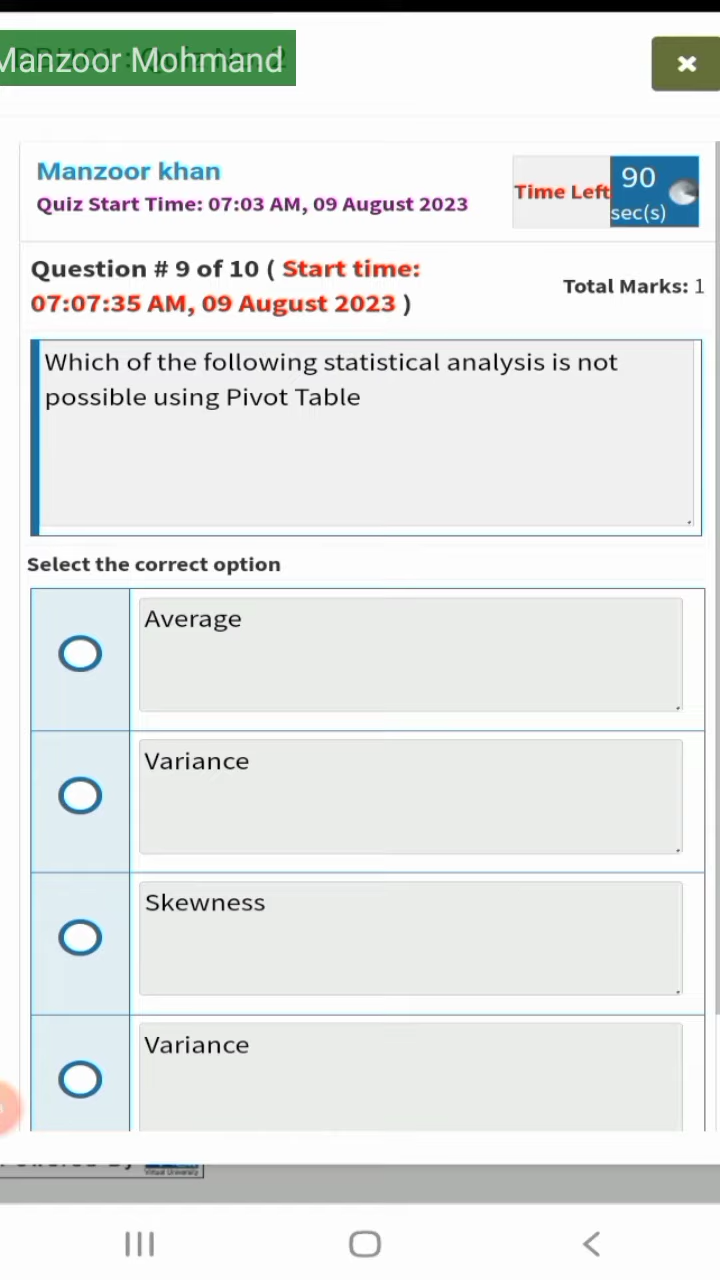 Manzoor Mohmand
Manzoor khan
Quiz Start Time: 07:03 AM, 09 August 2023
Time Left
90
sec(s)
Question # 9 of 10 ( Start time:
07:07:35 AM, 09 August 2023 )
Total Marks: 1
Which of the following statistical analysis is not
possible using Pivot Table
Select the correct option
Average
Variance
Skewness
Variance